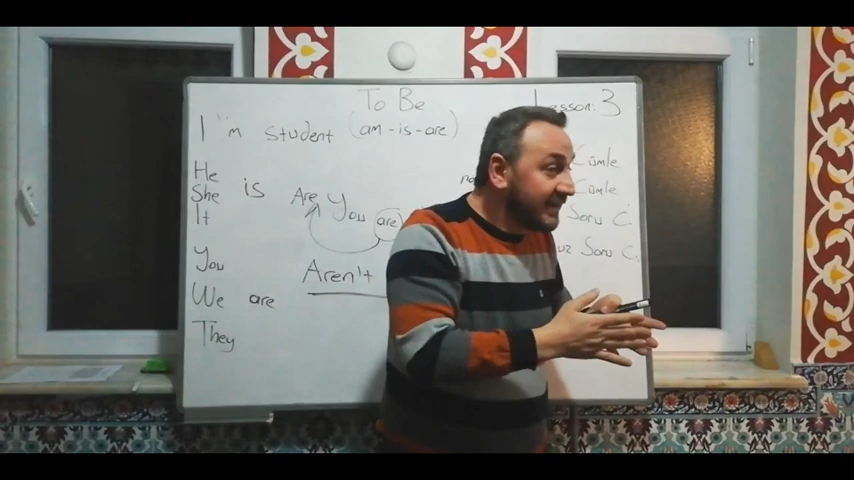 To Be
Lesson: 3
I'm student (am-is-are)
He
She is
It
Are You are
Cümle
Cümle
Soru C.
Soru C.
You
Aren't
We are
They